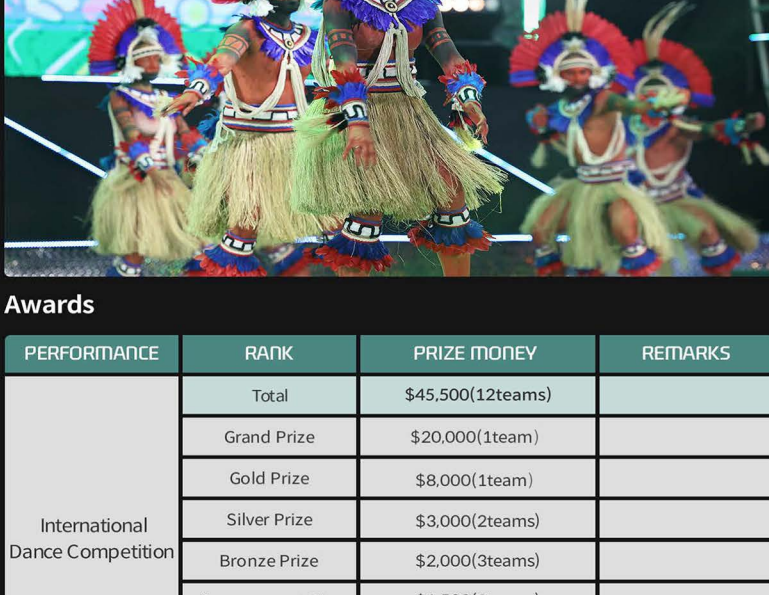 Awards
PERFORMANCE RANK PRIZE MONEY REMARKS
Total $45,500(12teams)
Grand Prize $20,000(1team)
Gold Prize $8,000(1team)
Silver Prize $3,000(2teams)
International
Dance Competition
Bronze Prize $2,000(3teams)